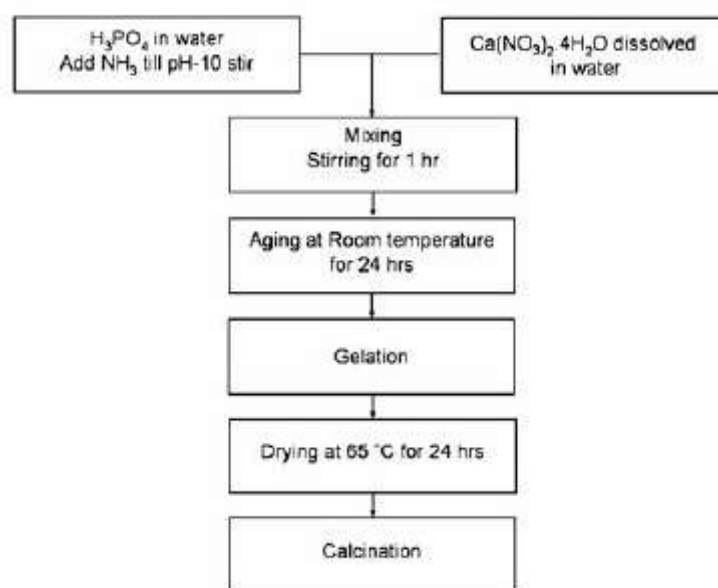 H₃PO₄ in water
Add NH₃ till pH-10 stir
Ca(NO₃)₂ 4H₂O dissolved
in water
Mixing
Stirring for 1 hr
Aging at Room temperature
for 24 hrs
Gelation
Drying at 65 °C for 24 hrs
Calcination